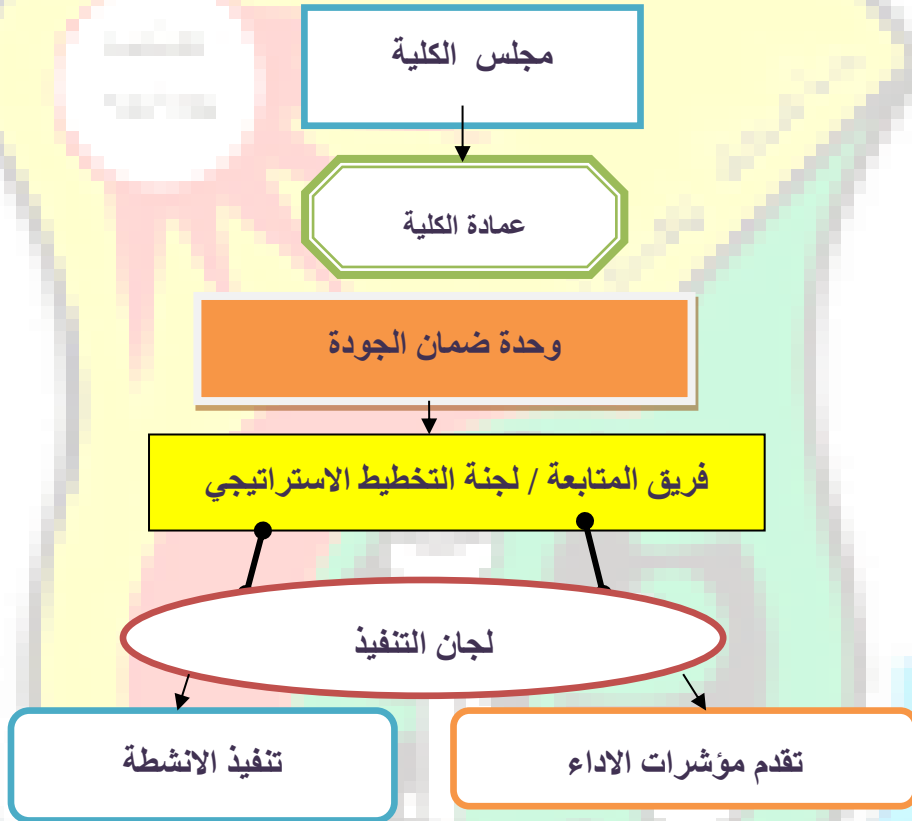 مجلس الكلية
عمادة الكلية
وحدة ضمان الجودة
فريق المتابعة / لجنة التخطيط الاستراتيجي
لجان التنفيذ
تقدم مؤشرات الاداء
تنفيذ الانشطة